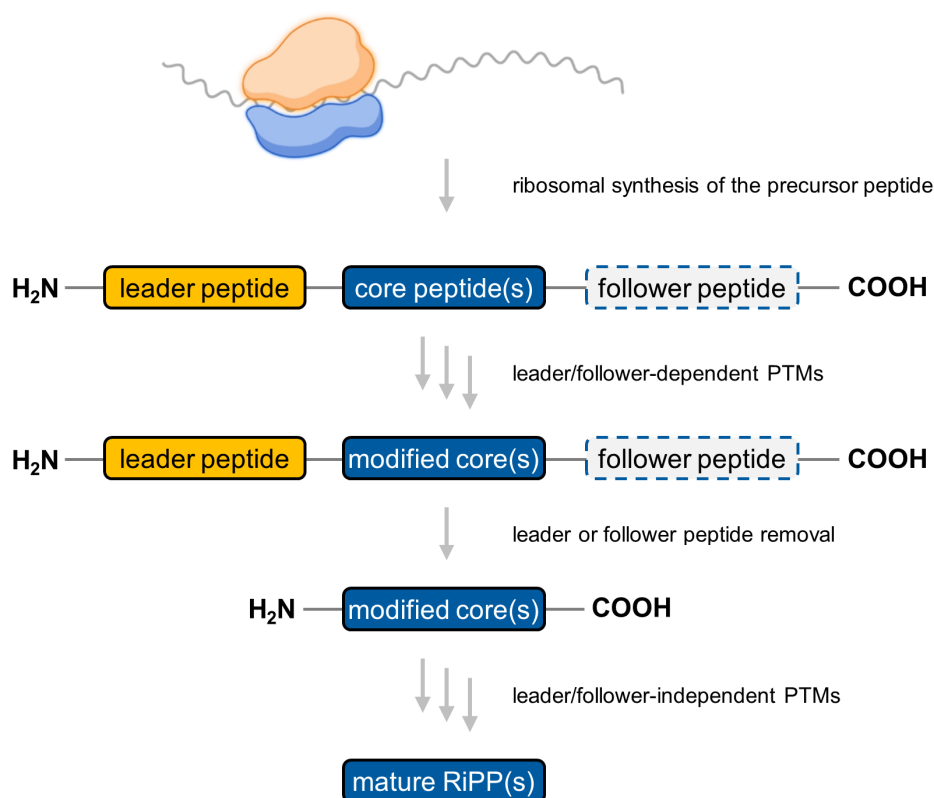 ribosomal synthesis of the precursor peptide
H₂N leader peptide core peptide(s) follower peptide COOH
leader/follower-dependent PTMs
H₂N leader peptide modified core(s) follower peptide COOH
leader or follower peptide removal
H₂N modified core(s) COOH
leader/follower-independent PTMs
mature RiPP(s)